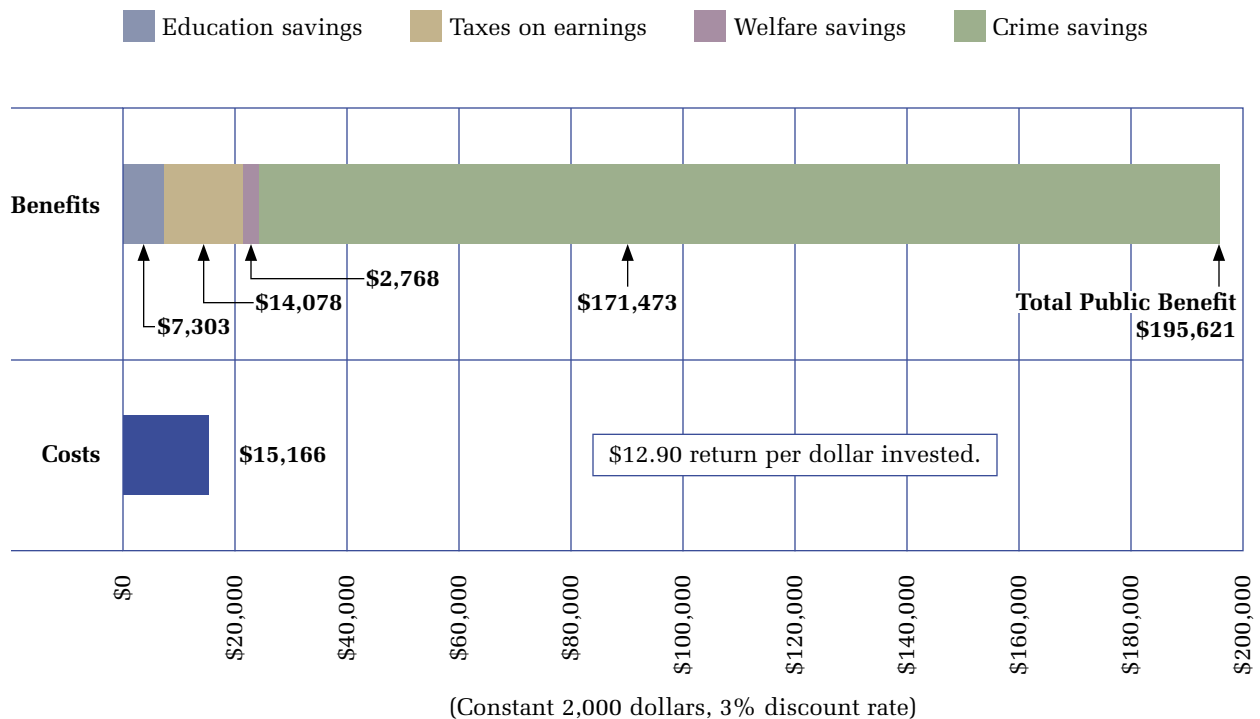 Education savings
Taxes on earnings
Welfare savings
Crime savings
Benefits
$2,768
$14,078
$171,473
Total Public Benefit
$7,303
$195,621
Costs
$15,166
$12.90 return per dollar invested.
$0
$20,000
$40,000
$60,000
$80,000
$100,000
$120,000
$140,000
$160,000
$180,000
$200,000
(Constant 2,000 dollars, 3% discount rate)